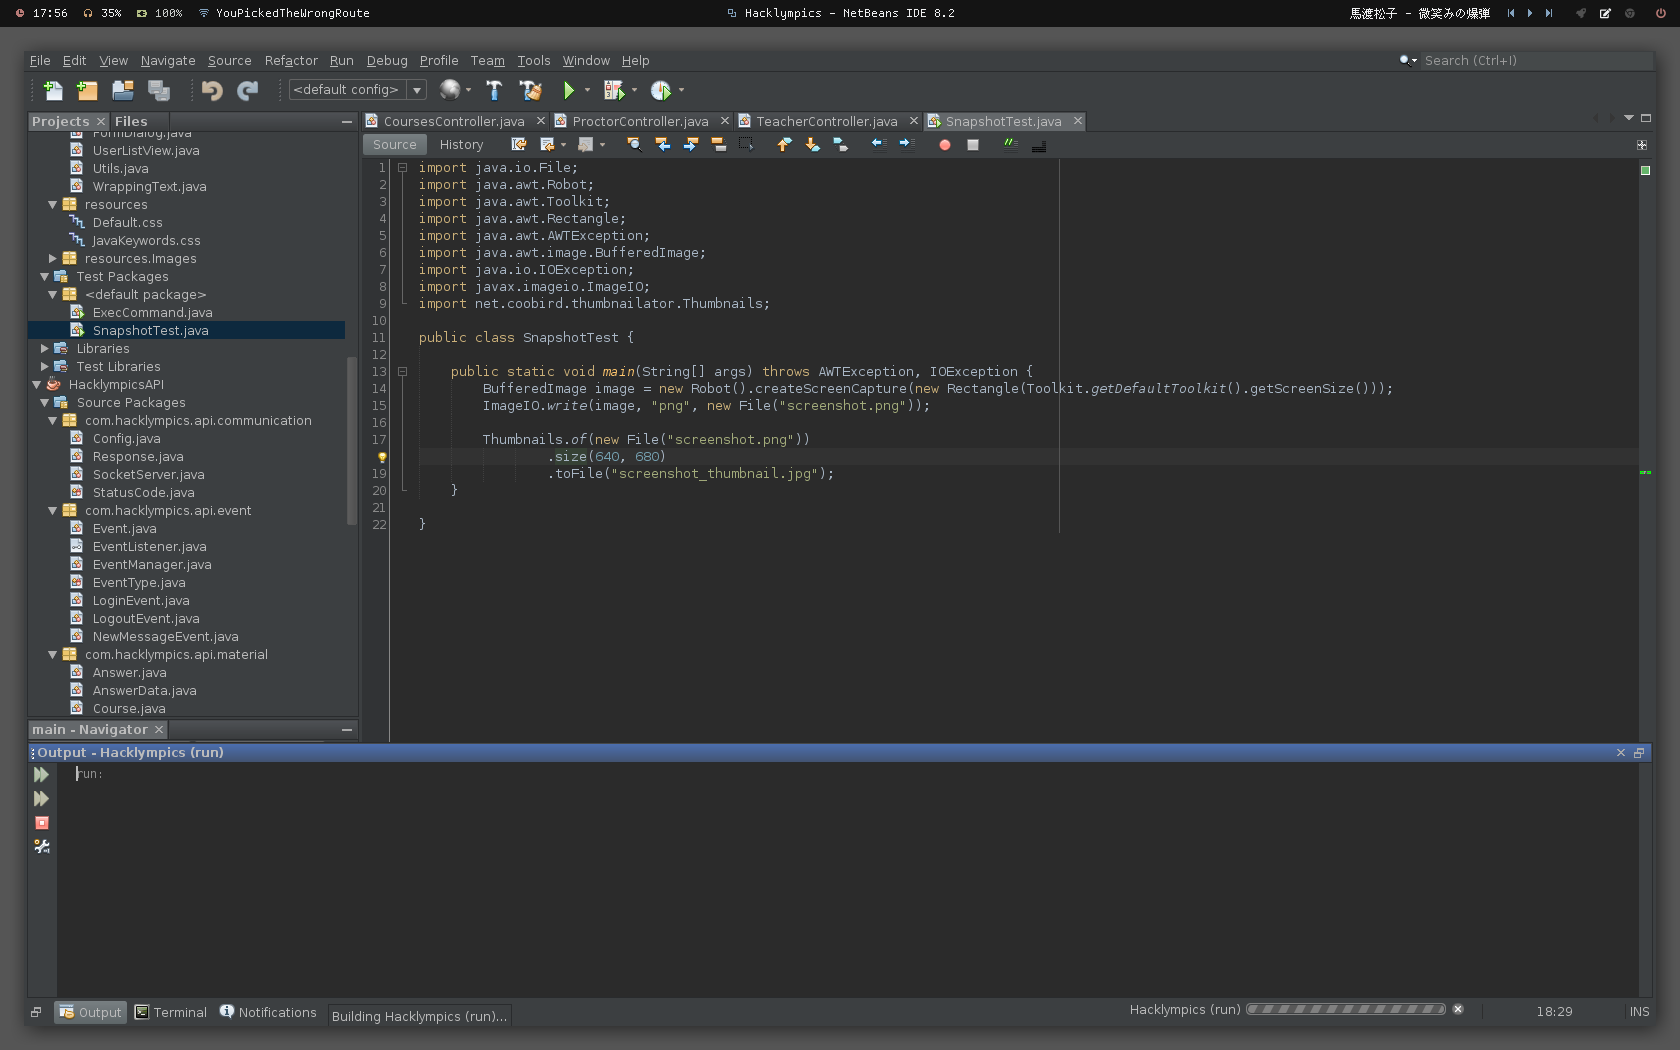 17:56 35% 100% YouPickedTheWrongRoute
Hacklympics - NetBeans IDE 8.2
馬渡松子 - 微笑みの爆弾
File Edit View Navigate Source Refactor Run Debug Profile Team Tools Window Help
Search (Ctrl+I)
<default config>
Projects Files
FormDialog.java
UserListView.java
Utils.java
WrappingText.java
resources
Default.css
JavaKeywords.css
resources.Images
Test Packages
<default package>
ExecCommand.java
SnapshotTest.java
Libraries
Test Libraries
HacklympicsAPI
Source Packages
com.hacklympics.api.communication
Config.java
Response.java
SocketServer.java
StatusCode.java
com.hacklympics.api.event
Event.java
EventListener.java
EventManager.java
EventType.java
LoginEvent.java
LogoutEvent.java
NewMessageEvent.java
com.hacklympics.api.material
Answer.java
AnswerData.java
Course.java
main - Navigator
CoursesController.java ProctorController.java TeacherController.java SnapshotTest.java
Source History
1 import java.io.File;
2 import java.awt.Robot;
3 import java.awt.Toolkit;
4 import java.awt.Rectangle;
5 import java.awt.AWTException;
6 import java.awt.image.BufferedImage;
7 import java.io.IOException;
8 import javax.imageio.ImageIO;
9 import net.coobird.thumbnailator.Thumbnails;
10
11 public class SnapshotTest {
12
13 public static void main(String[] args) throws AWTException, IOException {
14 BufferedImage image = new Robot().createScreenCapture(new Rectangle(Toolkit.getDefaultToolkit().getScreenSize()));
15 ImageIO.write(image, "png", new File("screenshot.png"));
16
17 Thumbnails.of(new File("screenshot.png"))
.size(640, 680)
19 .toFile("screenshot_thumbnail.jpg");
20 }
21
22 }
Output - Hacklympics (run)
run:
Output Terminal Notifications Building Hacklympics (run)...
Hacklympics (run) 18:29 INS